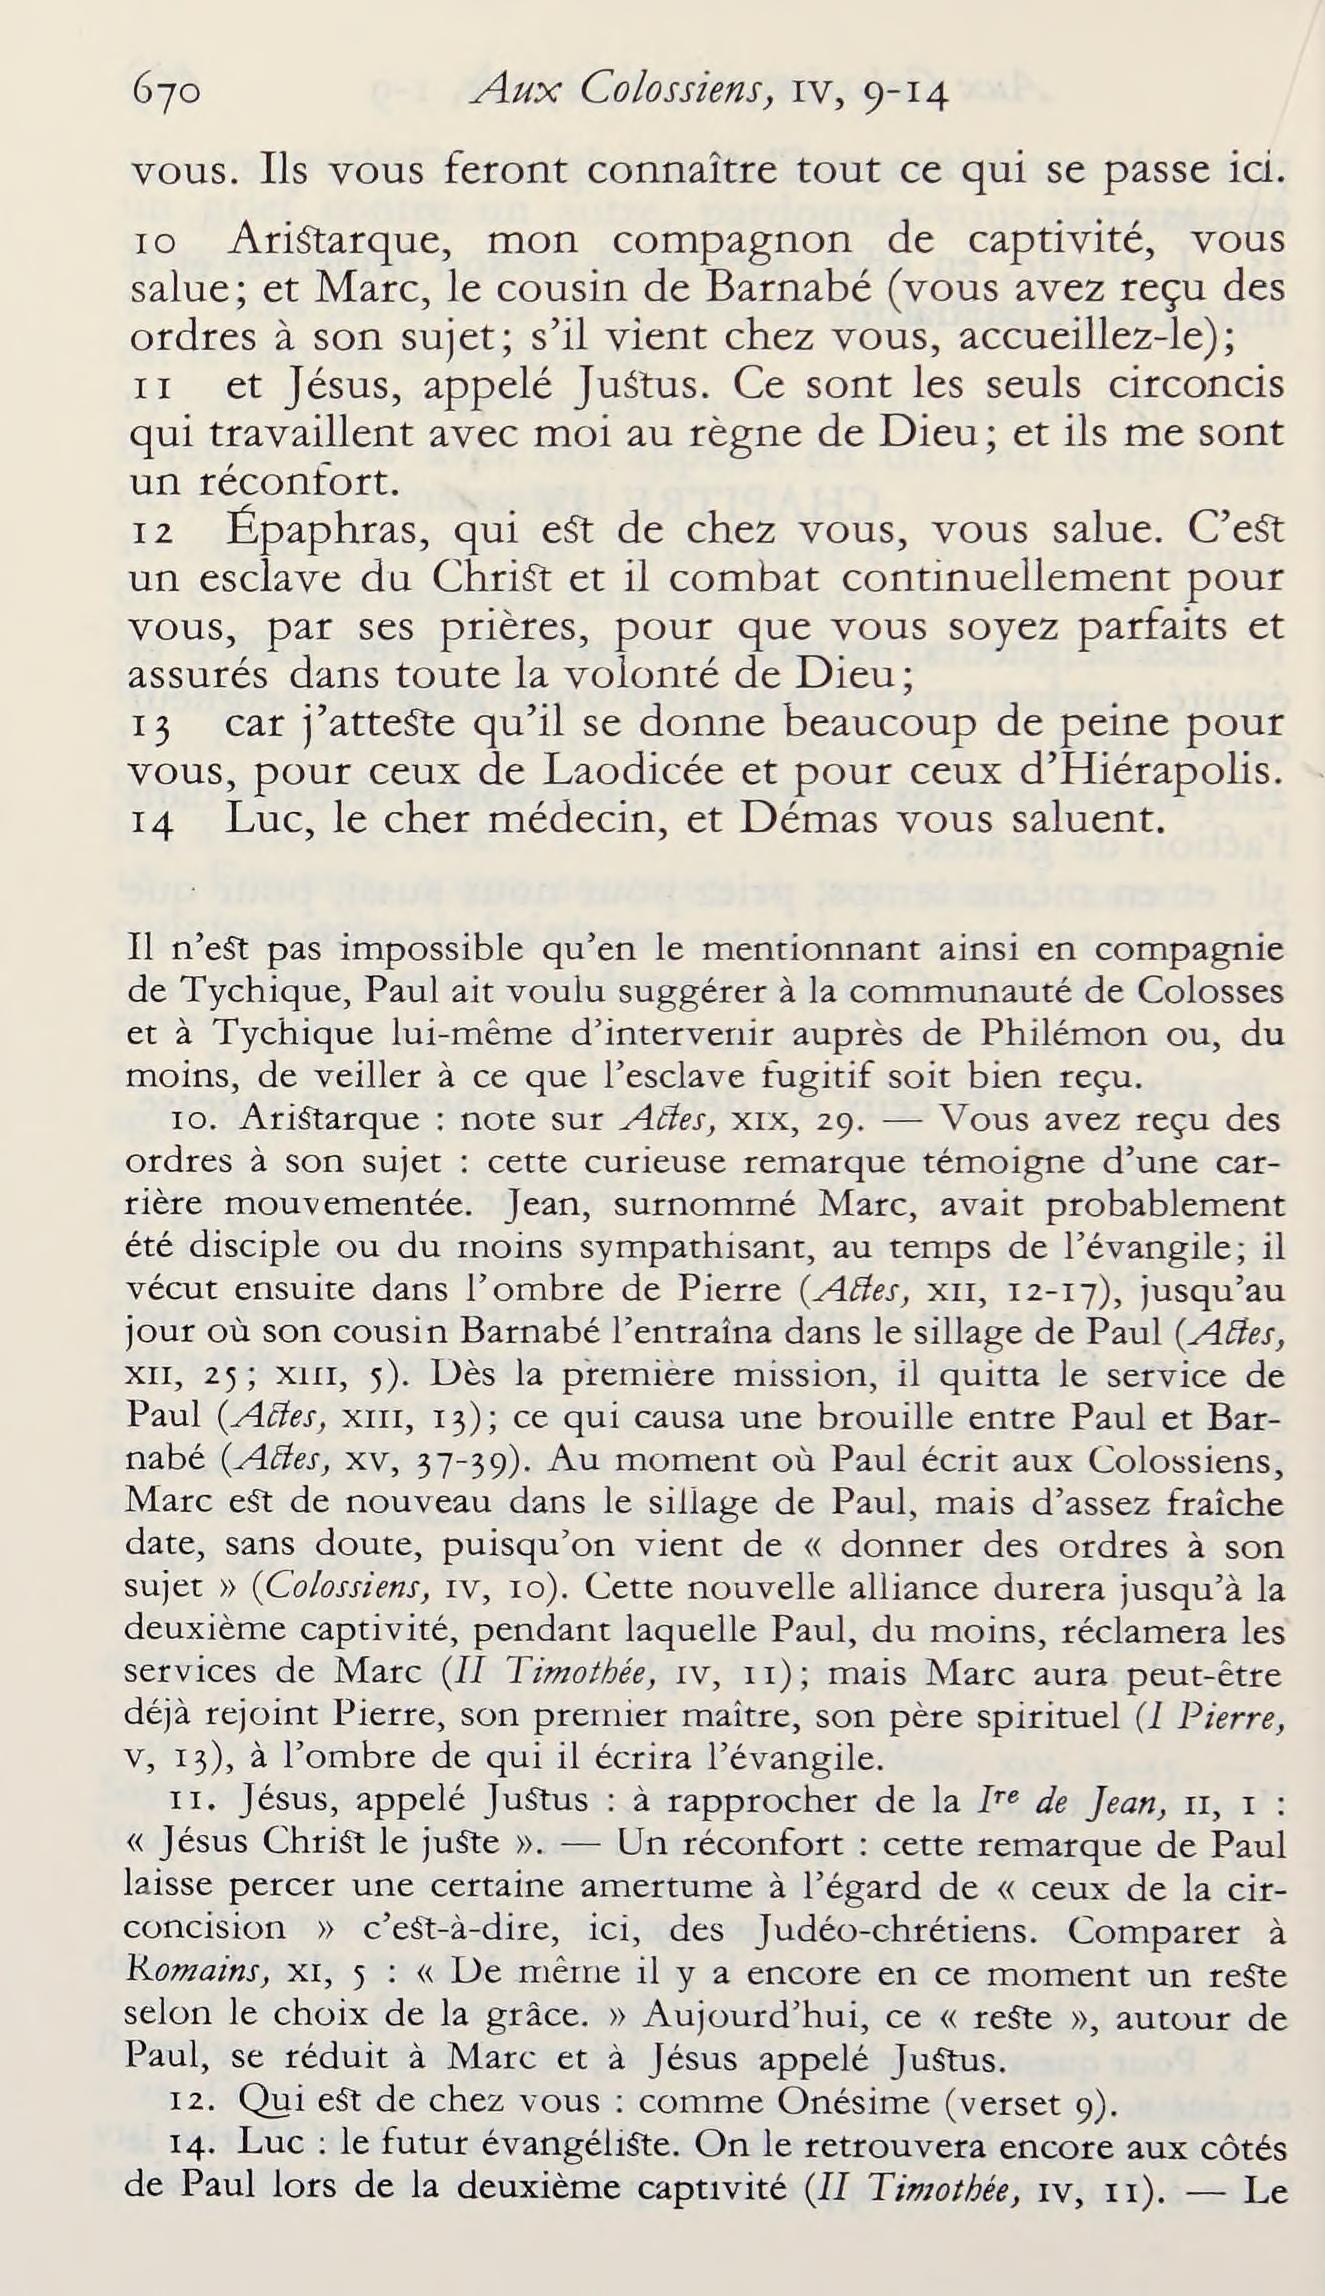 670 Aux Colossiens, IV, 9-14
vous. Ils vous feront connaître tout ce qui se passe ici.
10 Aristarque, mon compagnon de captivité, vous
salue; et Marc, le cousin de Barnabé (vous avez reçu des
ordres à son sujet; s'il vient chez vous, accueillez-le);
11 et Jésus, appelé Justus. Ce sont les seuls circoncis
qui travaillent avec moi au règne de Dieu; et ils me sont
un réconfort.
12 Épaphras, qui est de chez vous, vous salue. C'est
un esclave du Christ et il combat continuellement pour
vous, par ses prières, pour que vous soyez parfaits et
assurés dans toute la volonté de Dieu;
13 car j'atteste qu'il se donne beaucoup de peine pour
vous, pour ceux de Laodicée et pour ceux d'Hiérapolis.
14 Luc, le cher médecin, et Démas vous saluent.
Il n'est pas impossible qu'en le mentionnant ainsi en compagnie
de Tychique, Paul ait voulu suggérer à la communauté de Colosses
et à Tychique lui-même d'intervenir auprès de Philémon ou, du
moins, de veiller à ce que l'esclave fugitif soit bien reçu.
10. Aristarque : note sur Actes, XIX, 29. — Vous avez reçu des
ordres à son sujet : cette curieuse remarque témoigne d'une car-
rière mouvementée. Jean, surnommé Marc, avait probablement
été disciple ou du moins sympathisant, au temps de l'évangile; il
vécut ensuite dans l'ombre de Pierre (Actes, XII, 12-17), jusqu'au
jour où son cousin Barnabé l'entraîna dans le sillage de Paul (Actes,
XII, 25; XIII, 5). Dès la première mission, il quitta le service de
Paul (Actes, XIII, 13); ce qui causa une brouille entre Paul et Bar-
nabé (Actes, XV, 37-39). Au moment où Paul écrit aux Colossiens,
Marc est de nouveau dans le sillage de Paul, mais d'assez fraîche
date, sans doute, puisqu'on vient de « donner des ordres à son
sujet » (Colossiens, IV, 10). Cette nouvelle alliance durera jusqu'à la
deuxième captivité, pendant laquelle Paul, du moins, réclamera les
services de Marc (II Timothée, IV, 11); mais Marc aura peut-être
déjà rejoint Pierre, son premier maître, son père spirituel (I Pierre,
V, 13), à l'ombre de qui il écrira l'évangile.
11. Jésus, appelé Justus : à rapprocher de la Iʳᵉ de Jean, II, 1 :
« Jésus Christ le juste ». — Un réconfort : cette remarque de Paul
laisse percer une certaine amertume à l'égard de « ceux de la cir-
concision » c'est-à-dire, ici, des Judéo-chrétiens. Comparer à
Romains, XI, 5 : « De même il y a encore en ce moment un reste
selon le choix de la grâce. » Aujourd'hui, ce « reste », autour de
Paul, se réduit à Marc et à Jésus appelé Justus.
12. Qui est de chez vous : comme Onésime (verset 9).
14. Luc : le futur évangéliste. On le retrouvera encore aux côtés
de Paul lors de la deuxième captivité (II Timothée, IV, 11). — Le